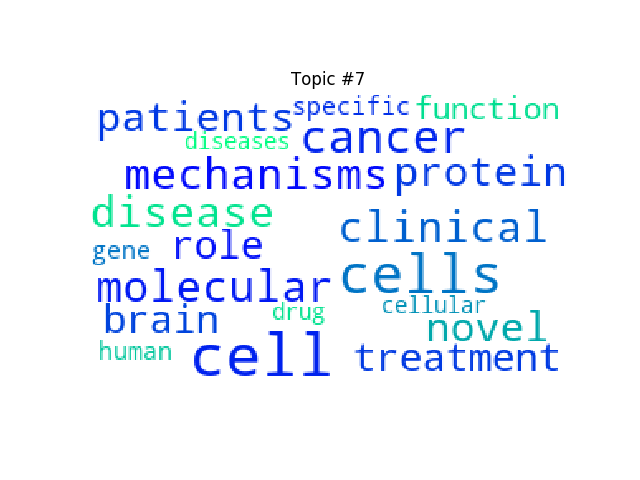 Topic #7
patients specific function
diseases cancer
mechanisms protein
disease clinical
gene role cells
molecular cellular
brain drug novel
human cell treatment